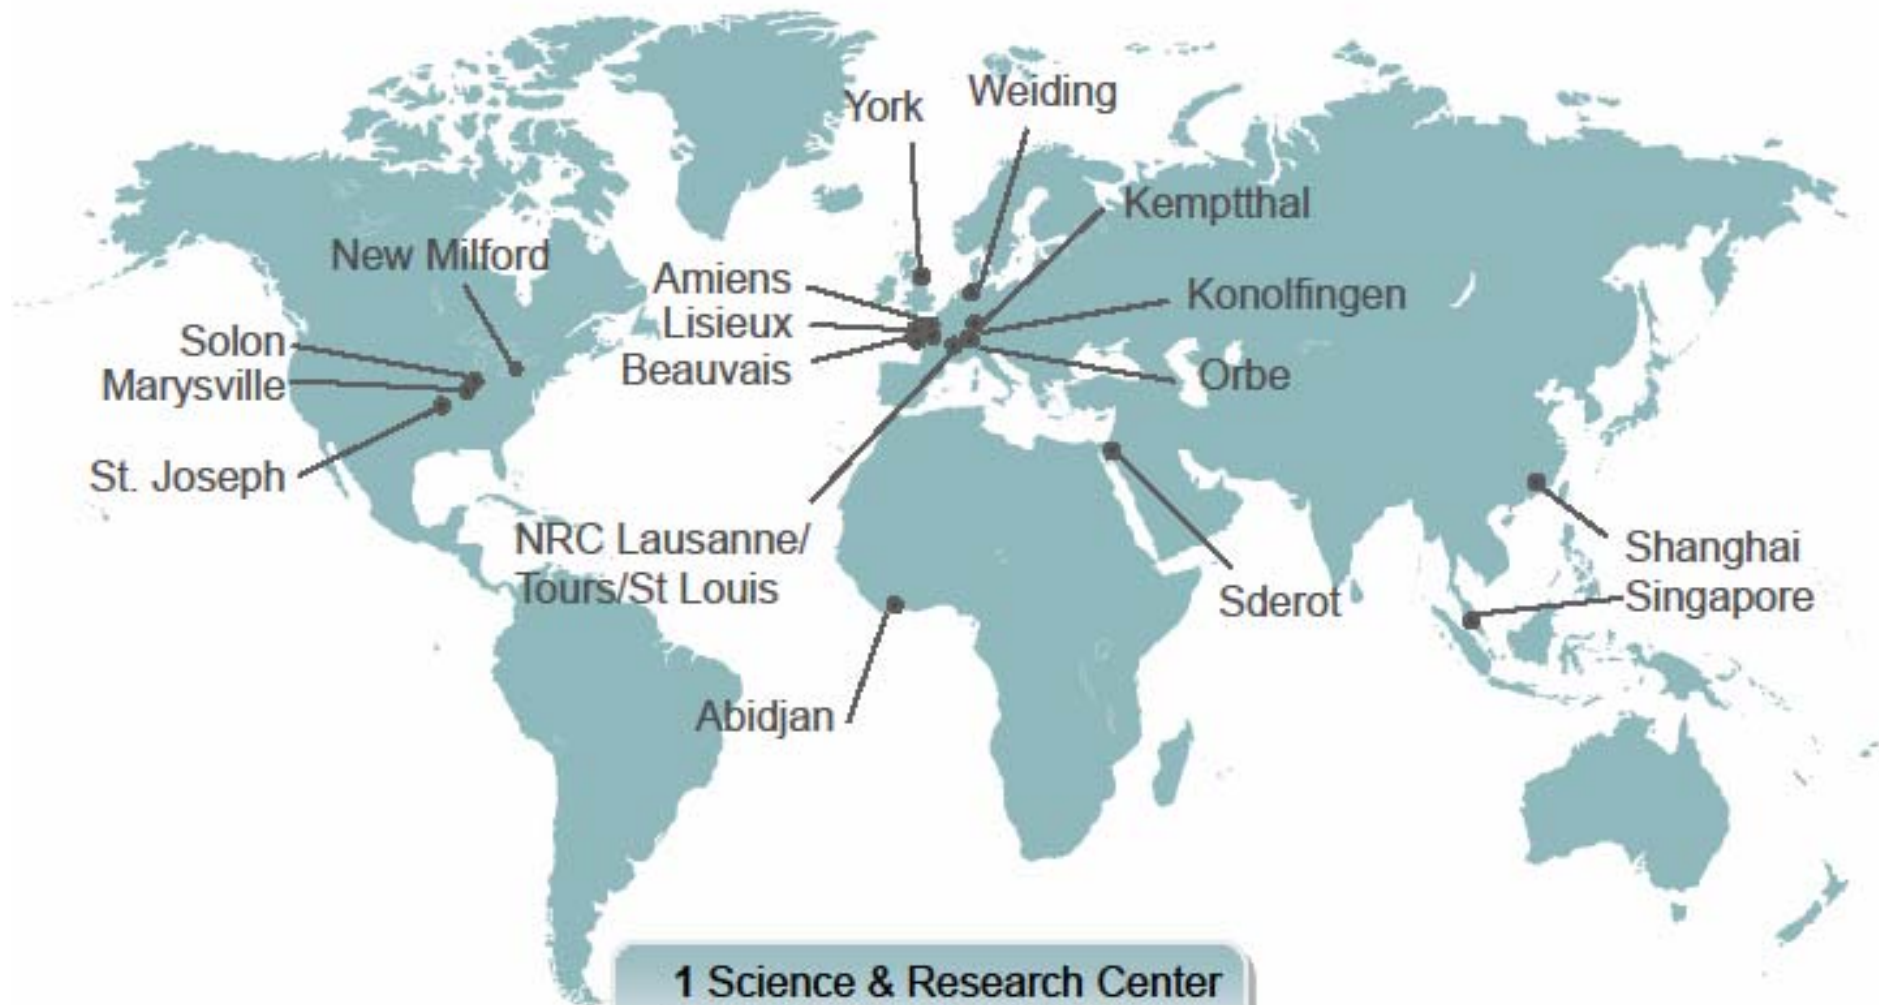 Weiding
York
Kemptthal
New Milford
Amiens
Konolfingen
Lisieux
Solon
Beauvais
Orbe
Marysville
St. Joseph
NRC Lausanne/
Tours/St Louis
Shanghai
Singapore
Sderot
Abidjan
1 Science & Research Center